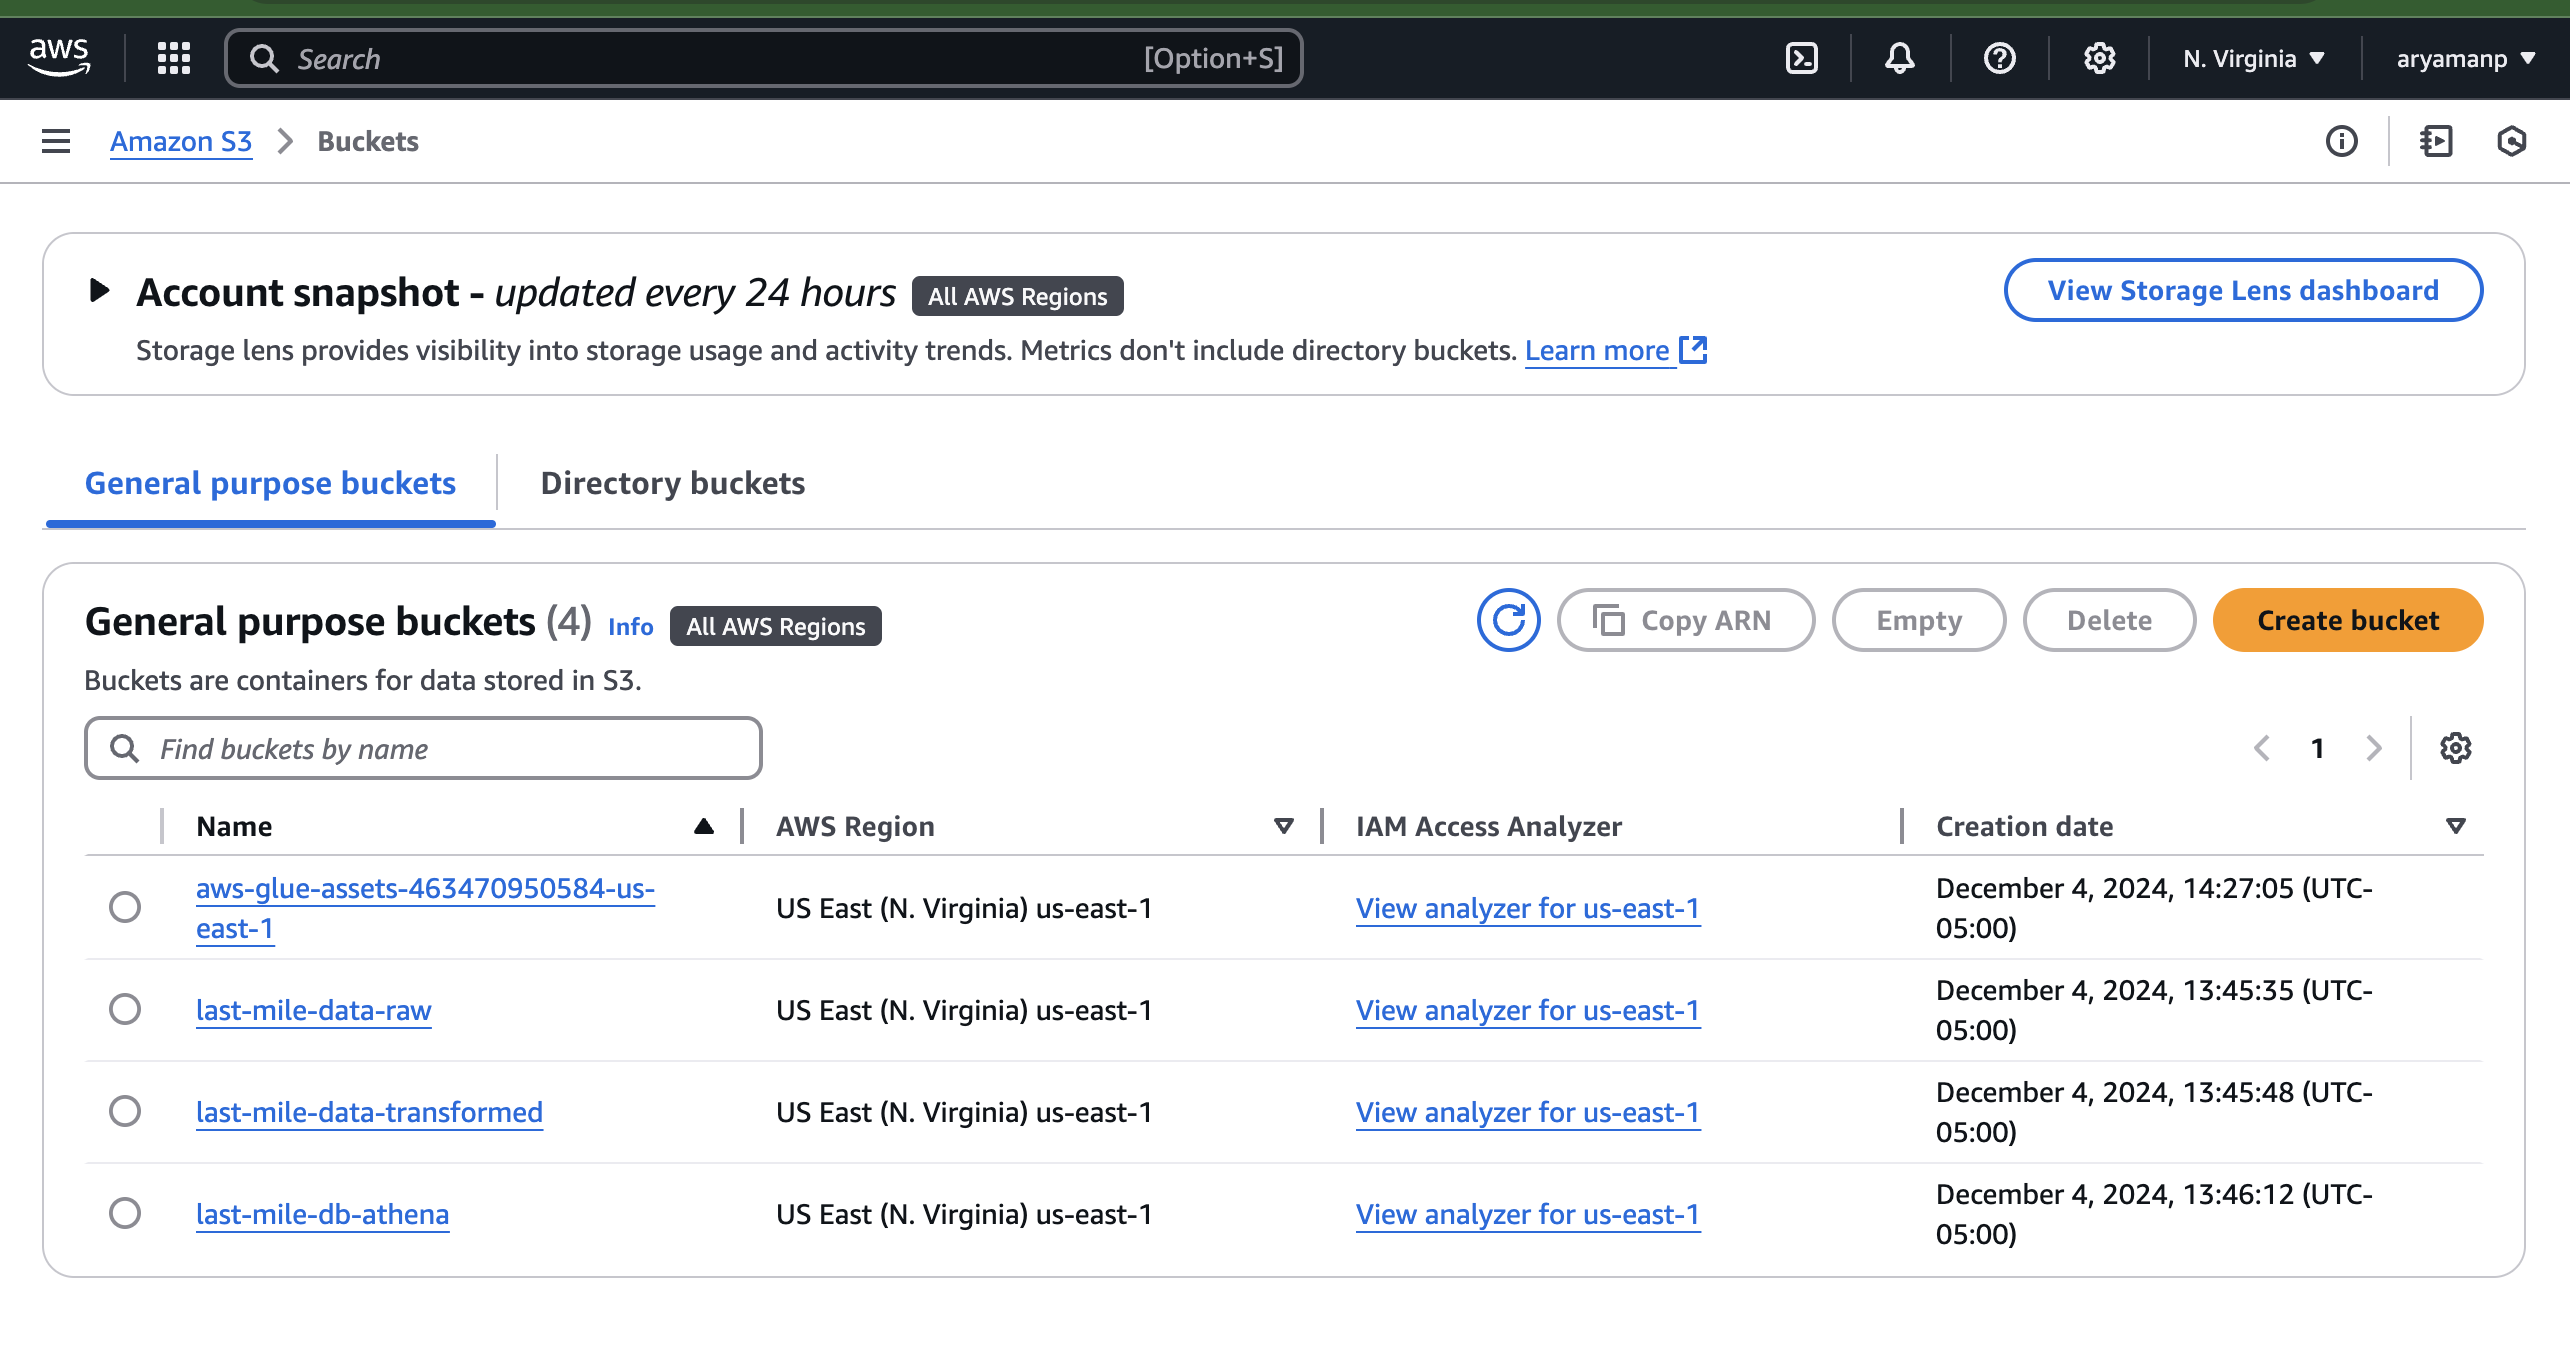 aws
Search [Option+S]
N. Virginia
aryamanp
Amazon S3 > Buckets
Account snapshot - updated every 24 hours All AWS Regions
View Storage Lens dashboard
Storage lens provides visibility into storage usage and activity trends. Metrics don't include directory buckets. Learn more
General purpose buckets
Directory buckets
General purpose buckets (4) Info All AWS Regions
Copy ARN
Empty
Delete
Create bucket
Buckets are containers for data stored in S3.
Find buckets by name
1
Name
AWS Region
IAM Access Analyzer
Creation date
aws-glue-assets-463470950584-us-
east-1
US East (N. Virginia) us-east-1
View analyzer for us-east-1
December 4, 2024, 14:27:05 (UTC-
05:00)
last-mile-data-raw
US East (N. Virginia) us-east-1
View analyzer for us-east-1
December 4, 2024, 13:45:35 (UTC-
05:00)
last-mile-data-transformed
US East (N. Virginia) us-east-1
View analyzer for us-east-1
December 4, 2024, 13:45:48 (UTC-
05:00)
last-mile-db-athena
US East (N. Virginia) us-east-1
View analyzer for us-east-1
December 4, 2024, 13:46:12 (UTC-
05:00)